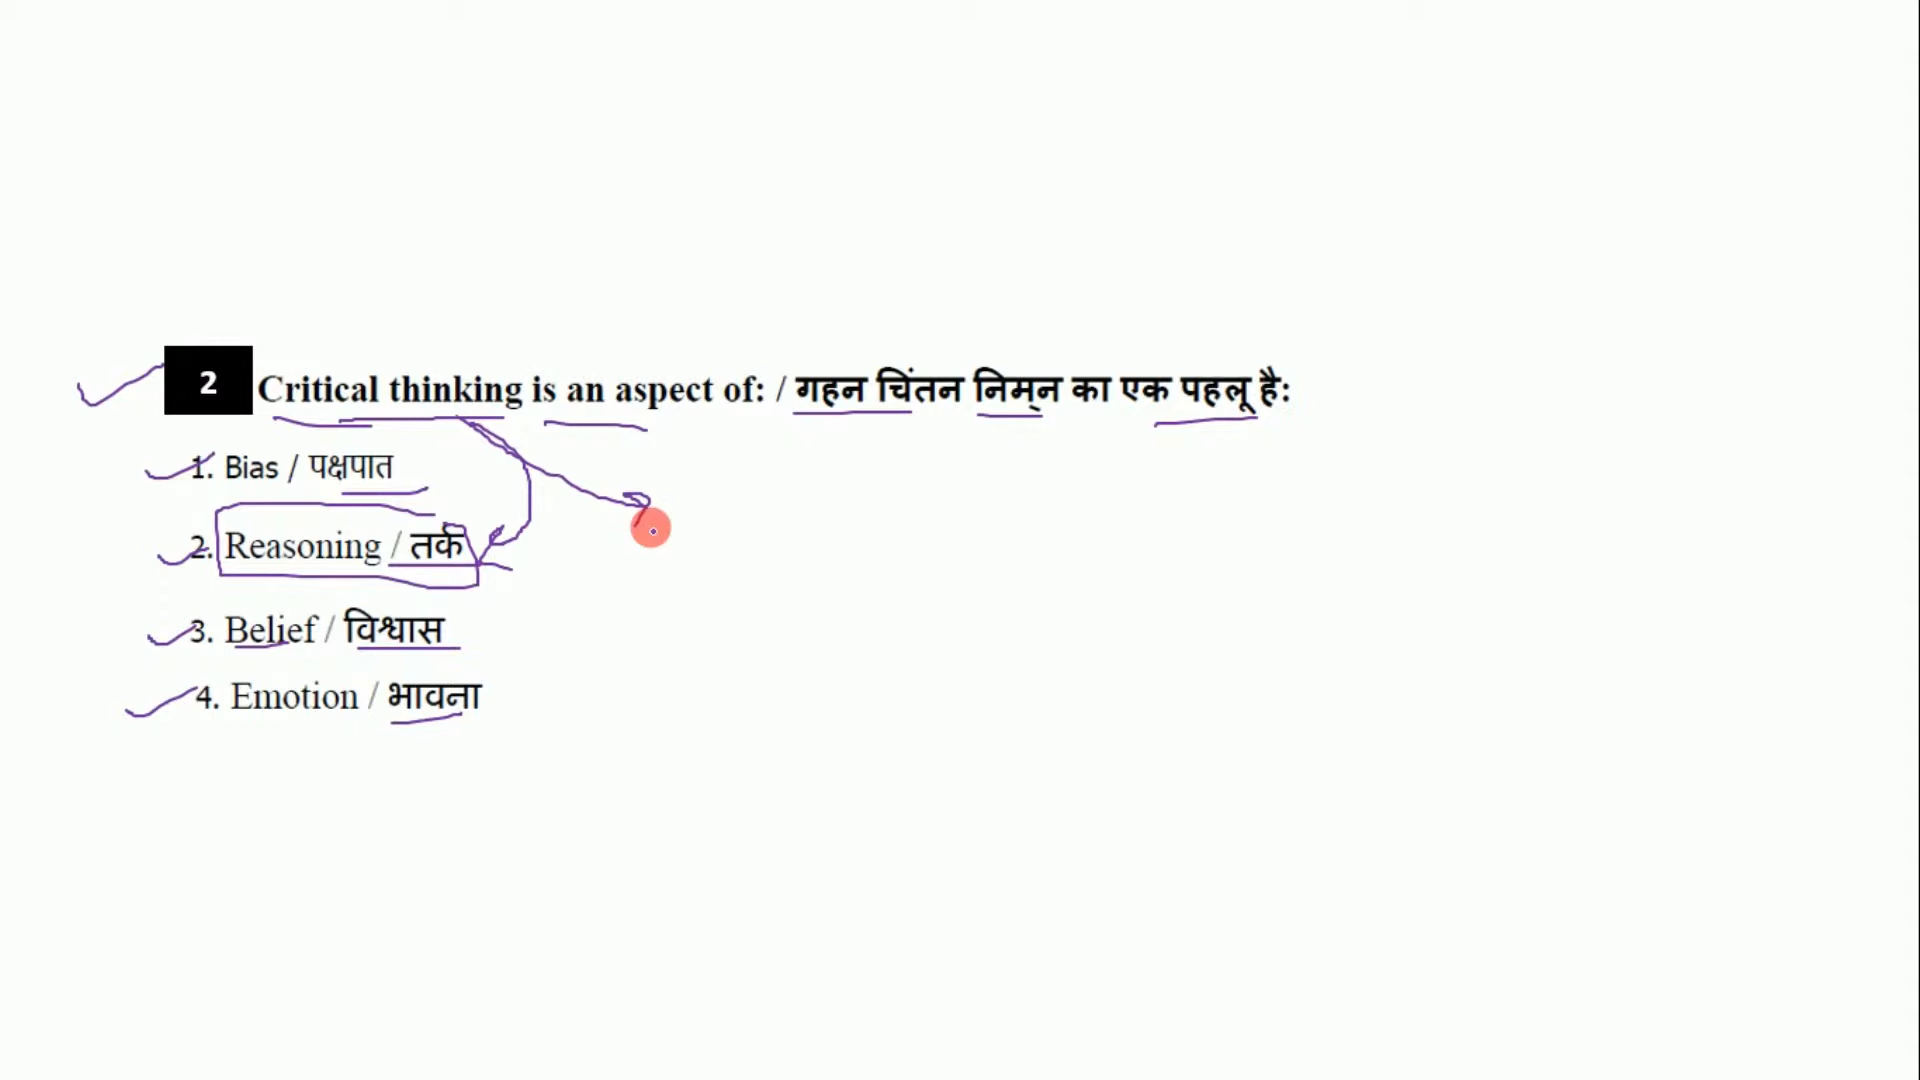 2 Critical thinking is an aspect of: / गहन चिंतन निम्न का एक पहलू है:
1. Bias / पक्षपात
2. Reasoning / तर्क
3. Belief / विश्वास
4. Emotion / भावना